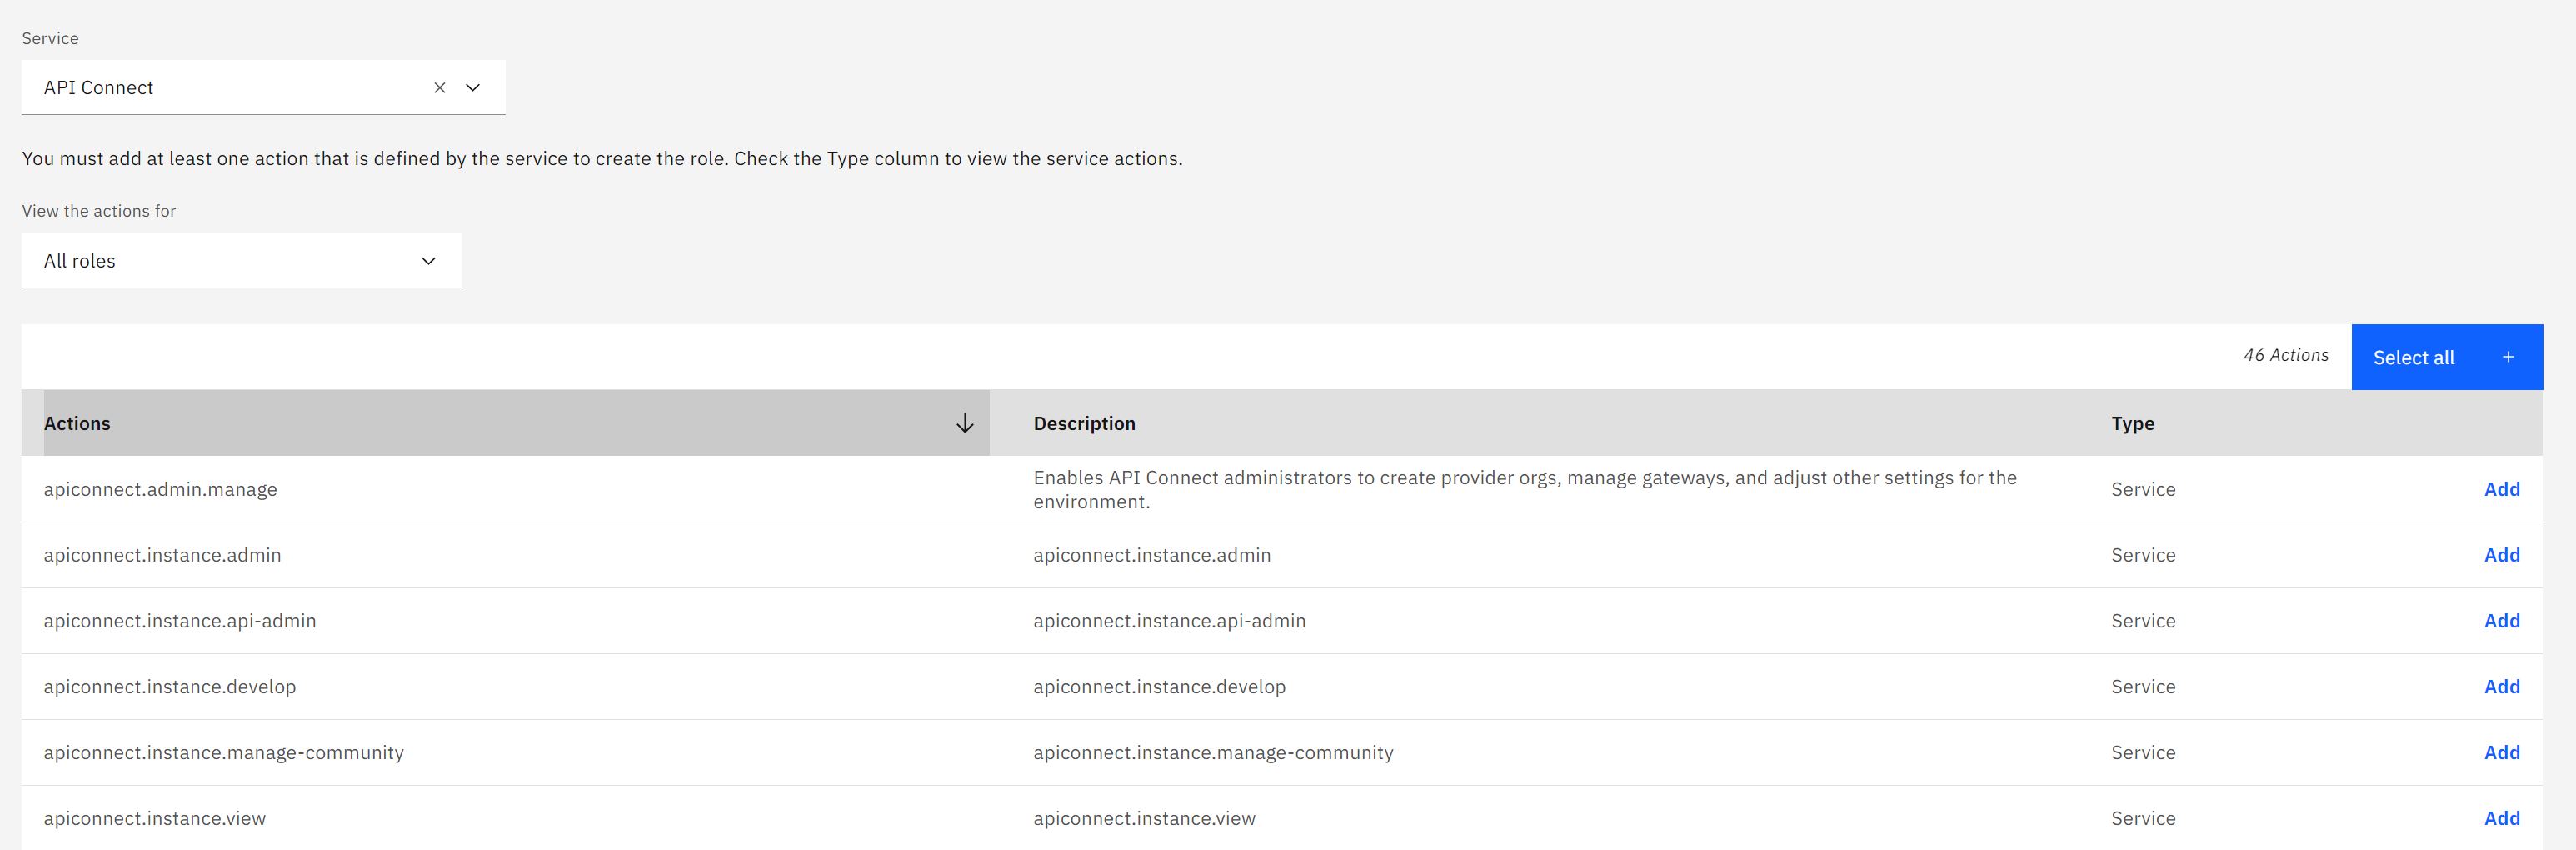 Service
API Connect
You must add at least one action that is defined by the service to create the role. Check the Type column to view the service actions.
View the actions for
All roles
46 Actions Select all +
Actions Description Type
apiconnect.admin.manage Enables API Connect administrators to create provider orgs, manage gateways, and adjust other settings for the
environment. Service Add
apiconnect.instance.admin apiconnect.instance.admin Service Add
apiconnect.instance.api-admin apiconnect.instance.api-admin Service Add
apiconnect.instance.develop apiconnect.instance.develop Service Add
apiconnect.instance.manage-community apiconnect.instance.manage-community Service Add
apiconnect.instance.view apiconnect.instance.view Service Add